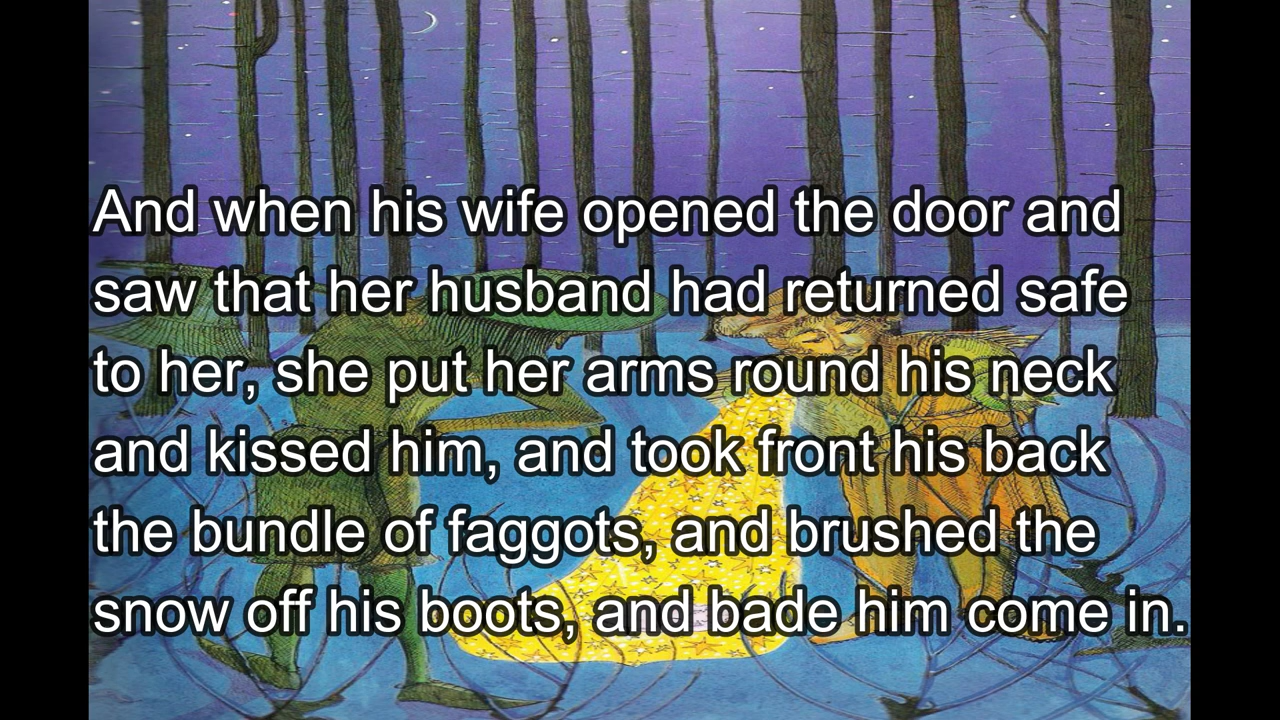 And when his wife opened the door and
saw that her husband had returned safe
to her, she put her arms round his neck
and kissed him, and took front his back
the bundle of faggots, and brushed the
snow off his boots, and bade him come in.